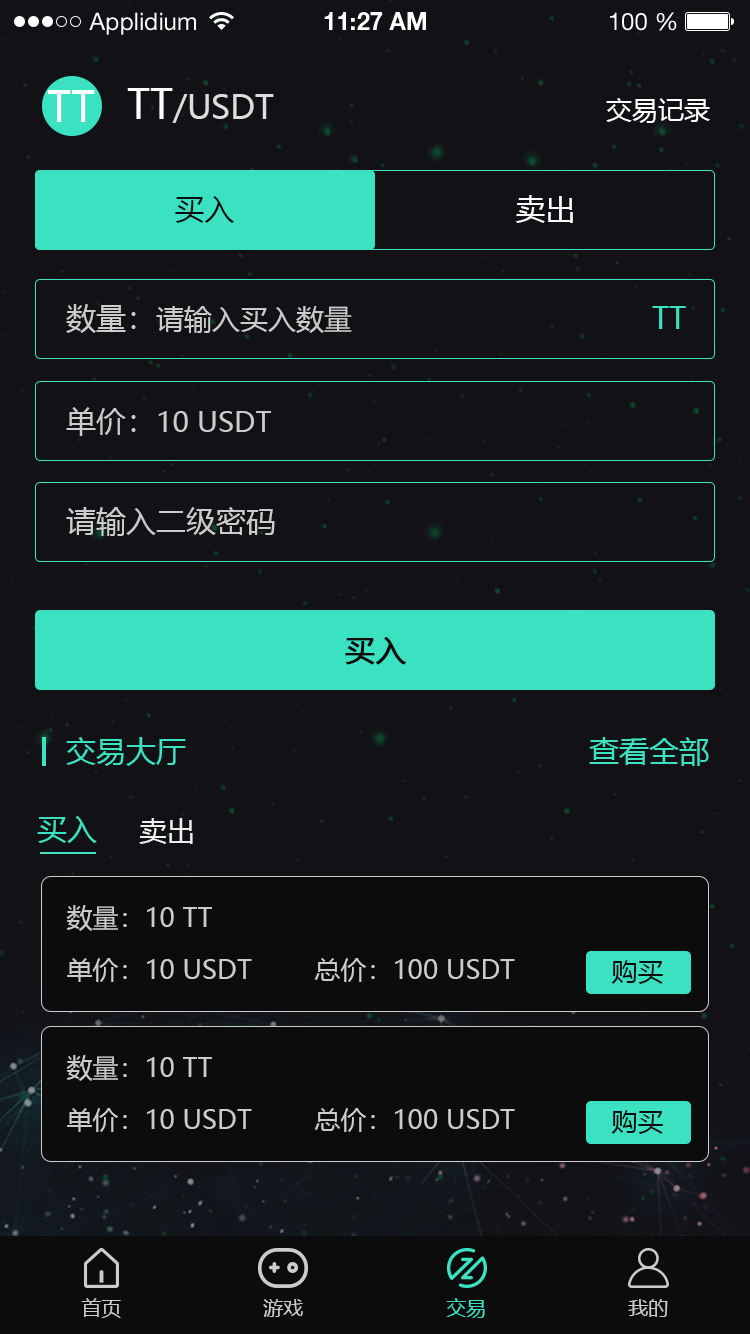 Applidium 11:27 AM 100 %
TT TT/USDT 交易记录
买入 卖出
数量：请输入买入数量 TT
单价：10 USDT
请输入二级密码
买入
交易大厅 查看全部
买入 卖出
数量：10 TT
单价：10 USDT 总价：100 USDT 购买
数量：10 TT
单价：10 USDT 总价：100 USDT 购买
首页 游戏 交易 我的